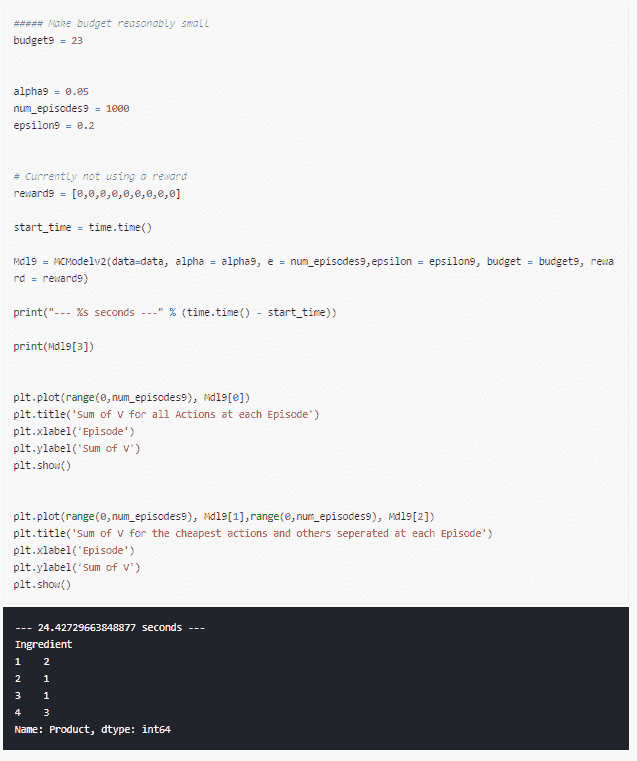 ##### Make budget reasonably small
budget9 = 23
alpha9 = 0.05
num_episodes9 = 1000
epsilon9 = 0.2
# Currently not using a reward
reward9 = [0,0,0,0,0,0,0,0,0]
start_time = time.time()
Mdl9 = MCModelv2(data=data, alpha = alpha9, e = num_episodes9,epsilon = epsilon9, budget = budget9, rewa
rd = reward9)
print("--- %s seconds ---" % (time.time() - start_time))
print(Mdl9[3])
plt.plot(range(0,num_episodes9), Mdl9[0])
plt.title('Sum of V for all Actions at each Episode')
plt.xlabel('Episode')
plt.ylabel('Sum of V')
plt.show()
plt.plot(range(0,num_episodes9), Mdl9[1],range(0,num_episodes9), Mdl9[2])
plt.title('Sum of V for the cheapest actions and others seperated at each Episode')
plt.xlabel('Episode')
plt.ylabel('Sum of V')
plt.show()
--- 24.42729663848877 seconds ---
Ingredient
1    2
2    1
3    1
4    3
Name: Product, dtype: int64